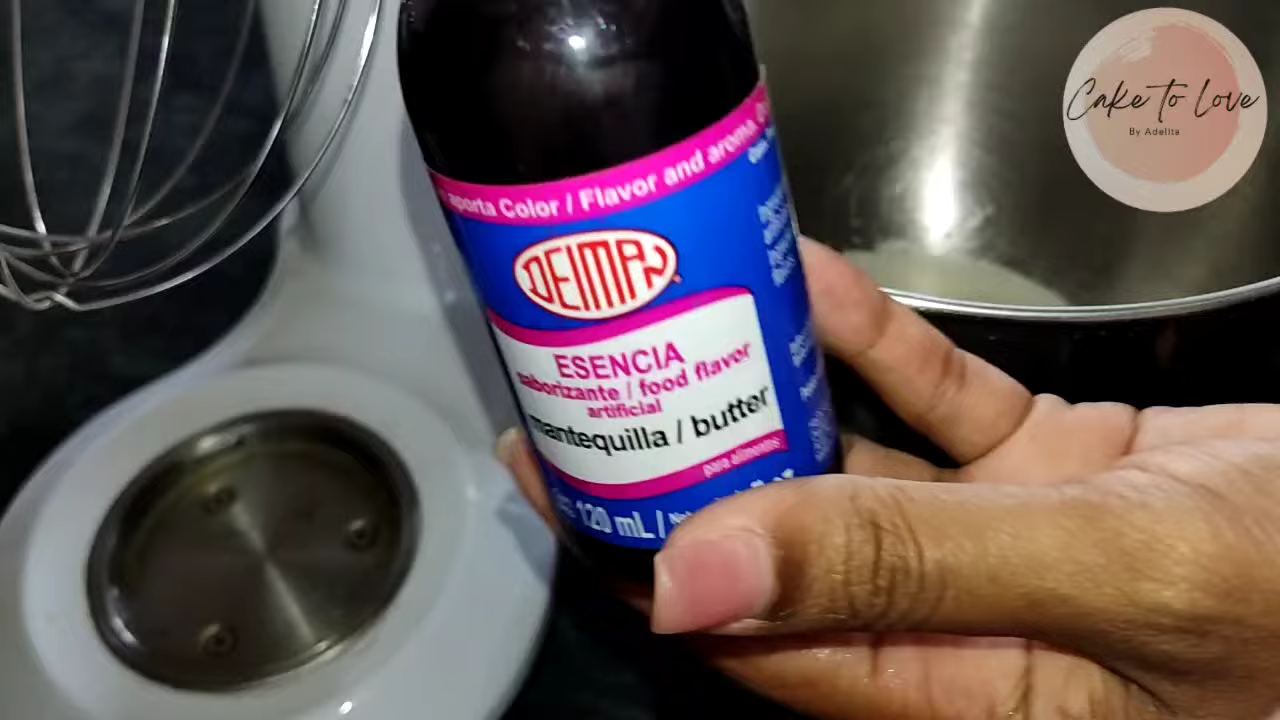 Cake To Love
By Adelita
aporta Color / Flavor and aroma
DEIMAN
ESENCIA
saborizante / food flavor
artificial
mantequilla / butter
para alimentos
120 mL /